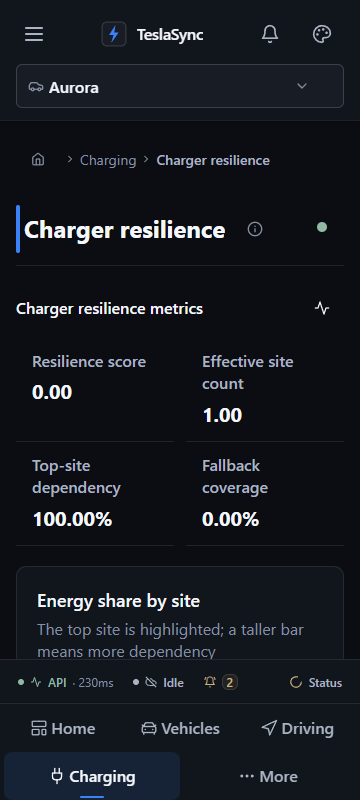 TeslaSync
Aurora
Charging
Charger resilience
Charger resilience
Charger resilience metrics
Resilience score
0.00
Effective site
count
1.00
Top-site
dependency
100.00%
Fallback
coverage
0.00%
Energy share by site
The top site is highlighted; a taller bar
means more dependency
API · 230ms
Idle
2
Status
Home
Vehicles
Driving
Charging
More